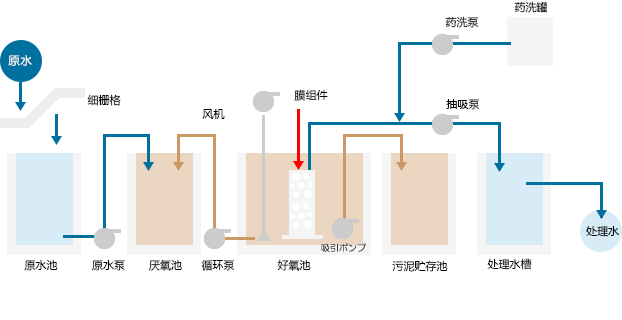 药洗罐
药洗泵
原水
细栅格
风机
膜组件
抽吸泵
处理水
吸引ポンプ
原水池
原水泵
厌氧池
循环泵
好氧池
污泥贮存池
处理水槽